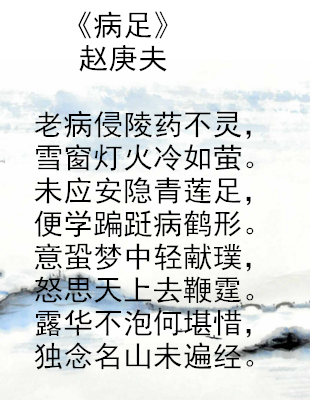 《病足》
赵庚夫
老病侵陵药不灵，
雪窗灯火冷如萤。
未应安隐青莲足，
便学蹁跹病鹤形。
意蛩梦中轻献璞，
怒思天上去鞭霆。
露华不泡何堪惜，
独念名山未遍经。